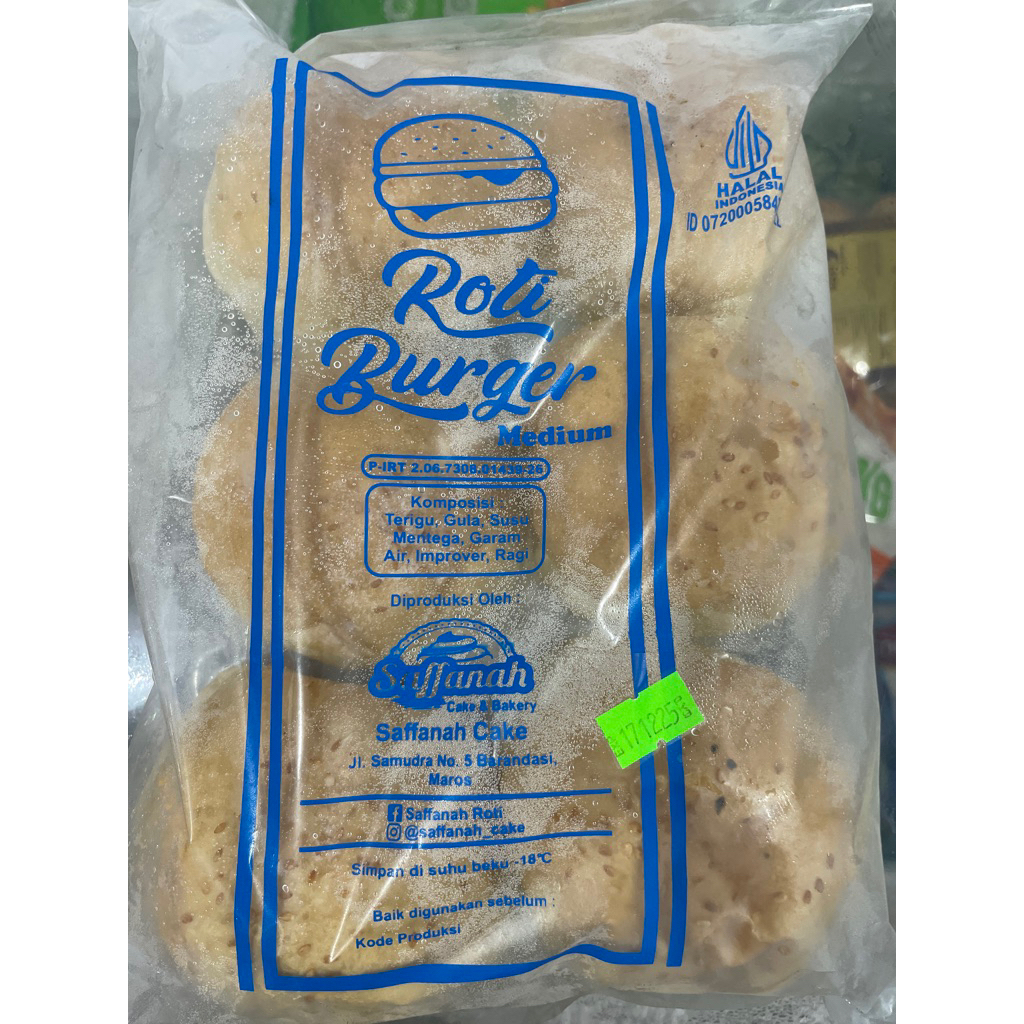 HALAL
INDONESIA
Roti
Burger
Medium
P-IRT
Komposisi
Terigu, Gula, Susu
Mentega, Garam
Air, Improver, Ragi
Diproduksi Oleh :
Saffanah
Cake & Bakery
Saffanah Cake
Jl. Samudra No. 5 Barandasi,
Maros
Saffanah Roti
@saffanah_cake
171225
Simpan di suhu beku -18°C
Baik digunakan sebelum :
Kode Produksi